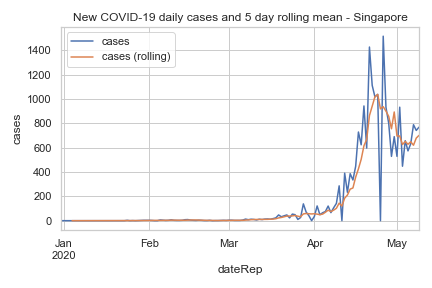 New COVID-19 daily cases and 5 day rolling mean - Singapore
cases
cases (rolling)
1400
1200
1000
800
600
400
200
0
cases
Jan
2020
Feb
Mar
Apr
May
dateRep